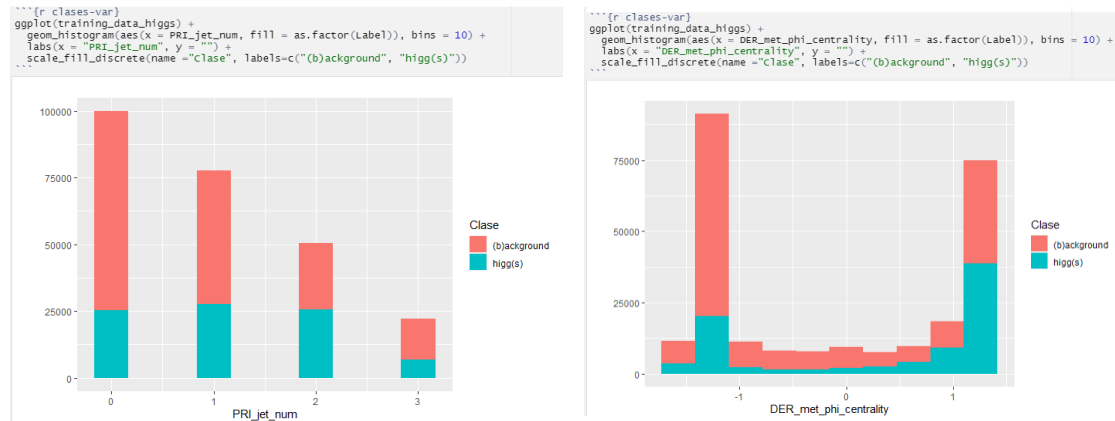 ```{r clases-var}
ggplot(training_data_higgs) +
  geom_histogram(aes(x = PRI_jet_num, fill = as.factor(Label)), bins = 10) +
  labs(x = "PRI_jet_num", y = "") +
  scale_fill_discrete(name ="Clase", labels=c("(b)ackground", "higg(s)"))
```
100000
75000
50000
25000
0
0 1 2 3
PRI_jet_num
Clase
(b)ackground
higg(s)
```{r clases-var}
ggplot(training_data_higgs) +
  geom_histogram(aes(x = DER_met_phi_centrality, fill = as.factor(Label)), bins = 10) +
  labs(x = "DER_met_phi_centrality", y = "") +
  scale_fill_discrete(name ="Clase", labels=c("(b)ackground", "higg(s)"))
```
75000
50000
25000
0
-1 0 1
DER_met_phi_centrality
Clase
(b)ackground
higg(s)